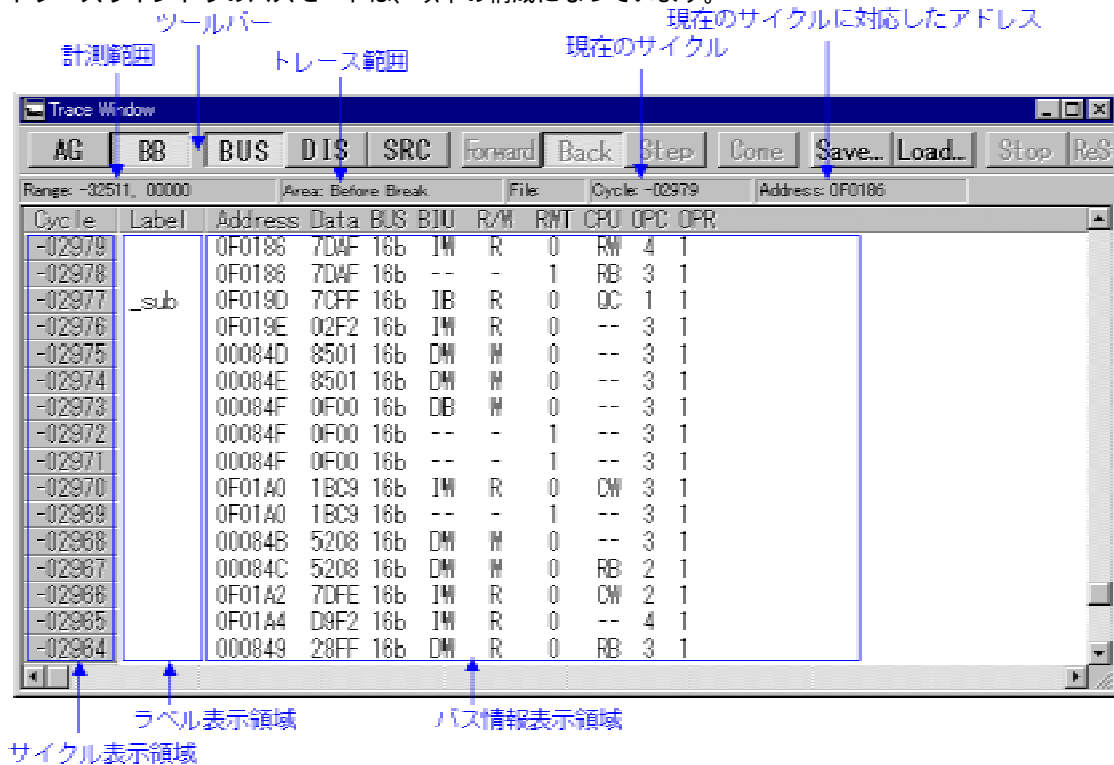 ツールバー
現在のサイクルに対応したアドレス
計測範囲
トレース範囲
現在のサイクル
Trace Window
AG BB BUS DIS SRC Forward Back Step Come Save... Load... Stop ReS
Range: -32511, 00000 Area: Before Break File: Cycle: -02979 Address: 0F0186
Cycle Label Address Data BUS BIU R/W RWT CPU OPC OPR
-02979 0F0186 7DAF 16b IW R 0 RW 4 1
-02978 0F0186 7DAF 16b -- - 1 RB 3 1
-02977 _sub 0F019D 7CFF 16b IB R 0 QC 1 1
-02976 0F019E 02F2 16b IW R 0 -- 3 1
-02975 00084D 8501 16b DW W 0 -- 3 1
-02974 00084E 8501 16b DW W 0 -- 3 1
-02973 00084F 0F00 16b DB W 0 -- 3 1
-02972 00084F 0F00 16b -- - 1 -- 3 1
-02971 00084F 0F00 16b -- - 1 -- 3 1
-02970 0F01A0 1BC9 16b IW R 0 CW 3 1
-02969 0F01A0 1BC9 16b -- - 1 -- 3 1
-02968 00084B 5208 16b DW W 0 -- 3 1
-02967 00084C 5208 16b DW W 0 RB 2 1
-02966 0F01A2 7DFE 16b IW R 0 CW 2 1
-02965 0F01A4 D9F2 16b IW R 0 -- 4 1
-02964 000849 28FF 16b DW R 0 RB 3 1
ラベル表示領域
バス情報表示領域
サイクル表示領域